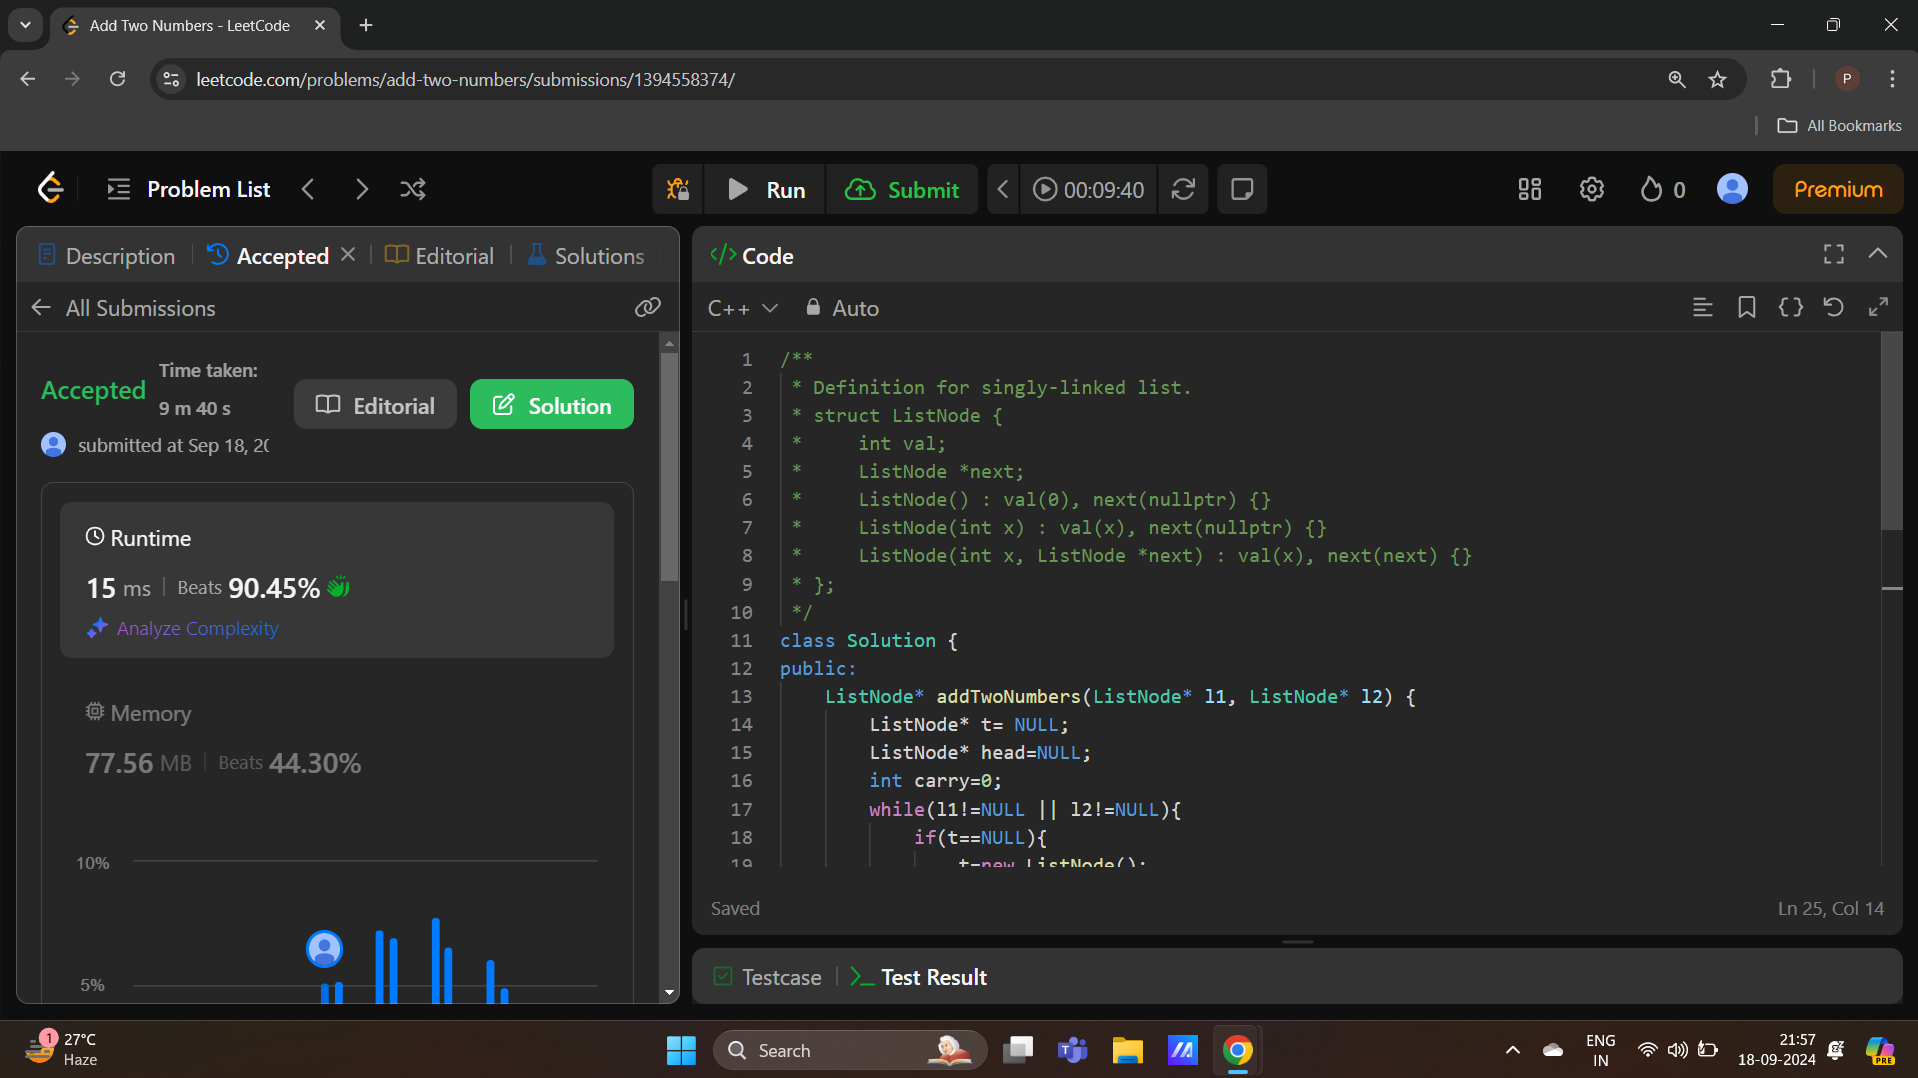 Add Two Numbers - LeetCode
leetcode.com/problems/add-two-numbers/submissions/1394558374/
P
All Bookmarks
Problem List
Run
Submit
00:09:40
0
Premium
Description
Accepted
Editorial
Solutions
All Submissions
Accepted
Time taken:
9 m 40 s
Editorial
Solution
submitted at Sep 18, 20
Runtime
15 ms
Beats 90.45%
Analyze Complexity
Memory
77.56 MB
Beats 44.30%
10%
5%
</> Code
C++
Auto
1 /**
2 * Definition for singly-linked list.
3 * struct ListNode {
4 *     int val;
5 *     ListNode *next;
6 *     ListNode() : val(0), next(nullptr) {}
7 *     ListNode(int x) : val(x), next(nullptr) {}
8 *     ListNode(int x, ListNode *next) : val(x), next(next) {}
9 * };
10 */
11 class Solution {
12 public:
13     ListNode* addTwoNumbers(ListNode* l1, ListNode* l2) {
14         ListNode* t= NULL;
15         ListNode* head=NULL;
16         int carry=0;
17         while(l1!=NULL || l2!=NULL){
18             if(t==NULL){
19                 t=new ListNode();
Saved
Ln 25, Col 14
Testcase
Test Result
1
27°C
Haze
Search
ENG
IN
21:57
18-09-2024
PRE